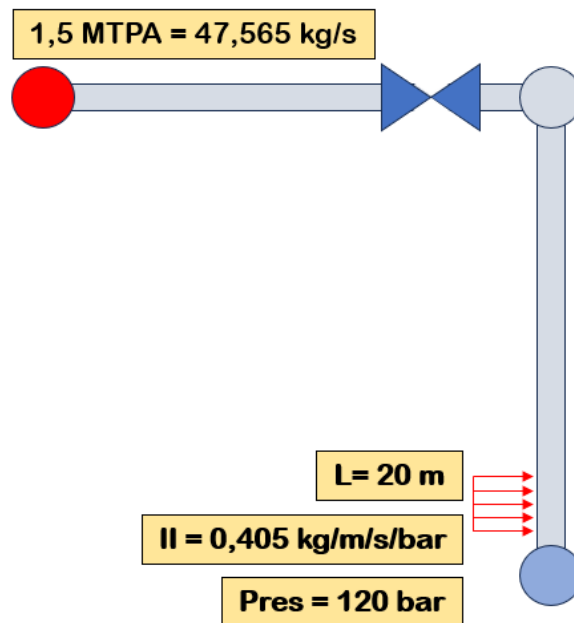 1,5 MTPA = 47,565 kg/s
L= 20 m
II = 0,405 kg/m/s/bar
Pres = 120 bar